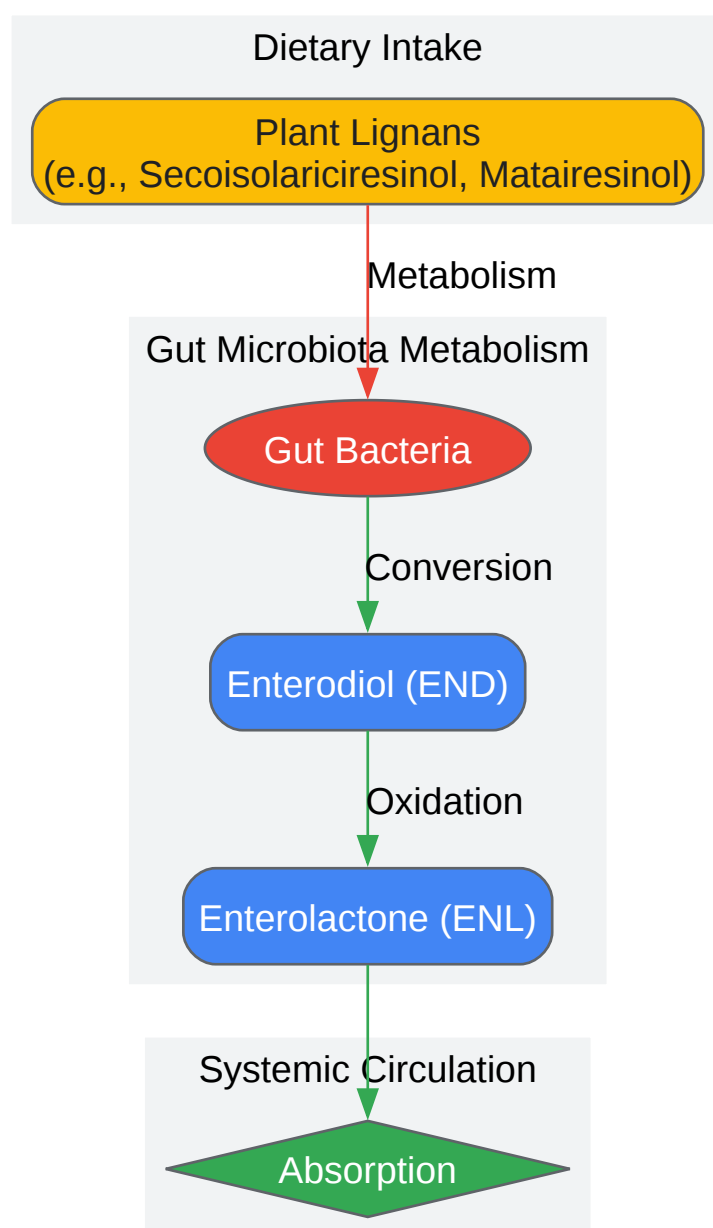 Dietary Intake
Plant Lignans
(e.g., Secoisolariciresinol, Matairesinol)
Metabolism
Gut Microbiota Metabolism
Gut Bacteria
Conversion
Enterodiol (END)
Oxidation
Enterolactone (ENL)
Systemic Circulation
Absorption